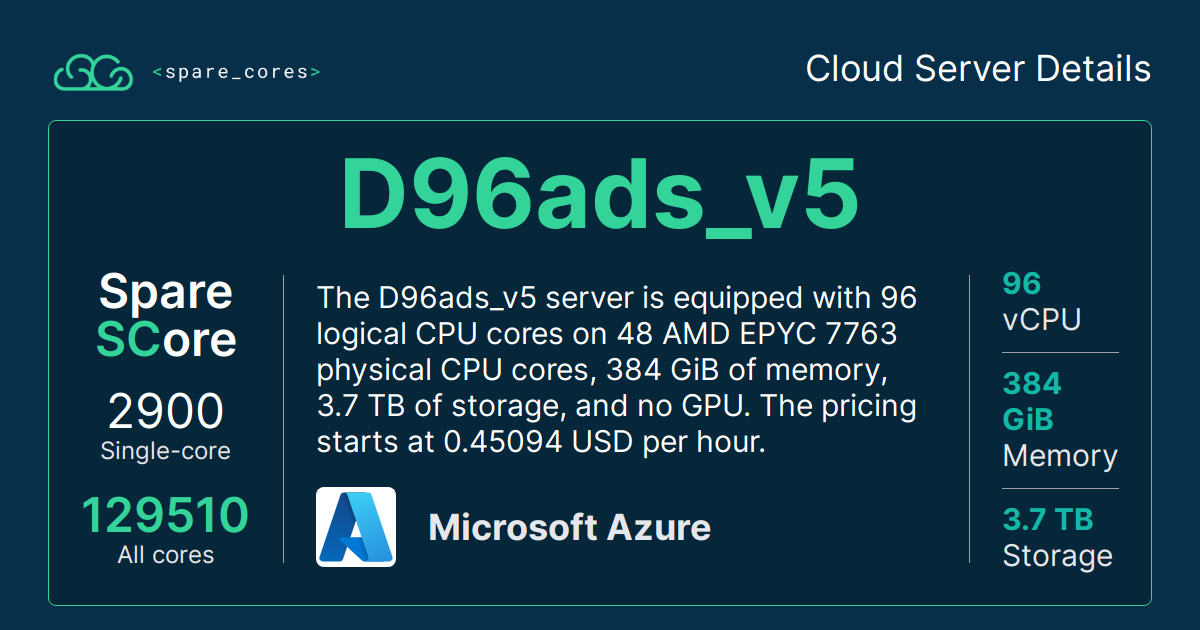 <spare_cores>
Cloud Server Details
D96ads_v5
Spare
SCore
2900
Single-core
129510
All cores
The D96ads_v5 server is equipped with 96
logical CPU cores on 48 AMD EPYC 7763
physical CPU cores, 384 GiB of memory,
3.7 TB of storage, and no GPU. The pricing
starts at 0.45094 USD per hour.
Microsoft Azure
96
vCPU
384
GiB
Memory
3.7 TB
Storage